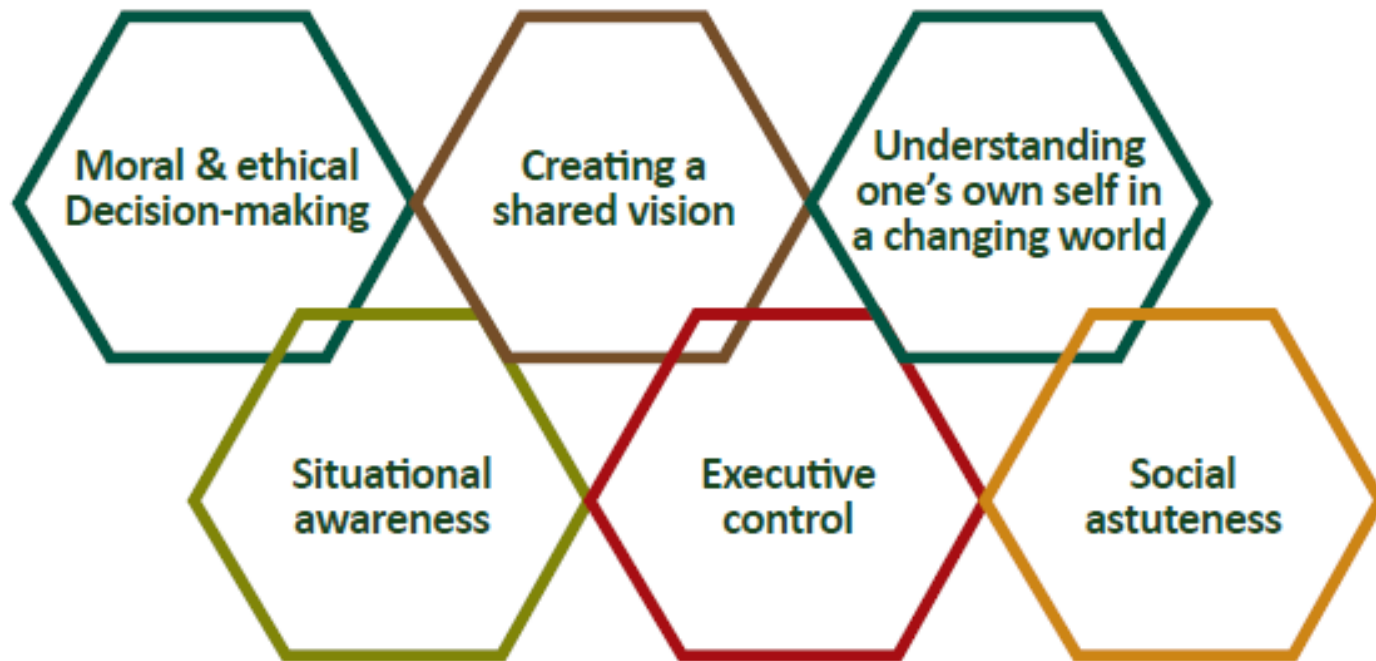 Moral & ethical
Decision-making
Creating a
shared vision
Understanding
one’s own self in
a changing world
Situational
awareness
Executive
control
Social
astuteness